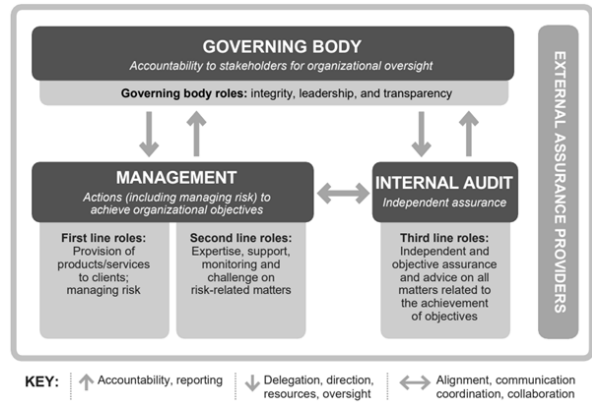 GOVERNING BODY
Accountability to stakeholders for organizational oversight
Governing body roles: integrity, leadership, and transparency
MANAGEMENT
Actions (including managing risk) to
achieve organizational objectives
First line roles:
Provision of
products/services
to clients;
managing risk
Second line roles:
Expertise, support,
monitoring and
challenge on
risk-related matters
INTERNAL AUDIT
Independent assurance
Third line roles:
Independent and
objective assurance
and advice on all
matters related to
the achievement
of objectives
EXTERNAL ASSURANCE PROVIDERS
KEY:
Accountability, reporting
Delegation, direction,
resources, oversight
Alignment, communication
coordination, collaboration